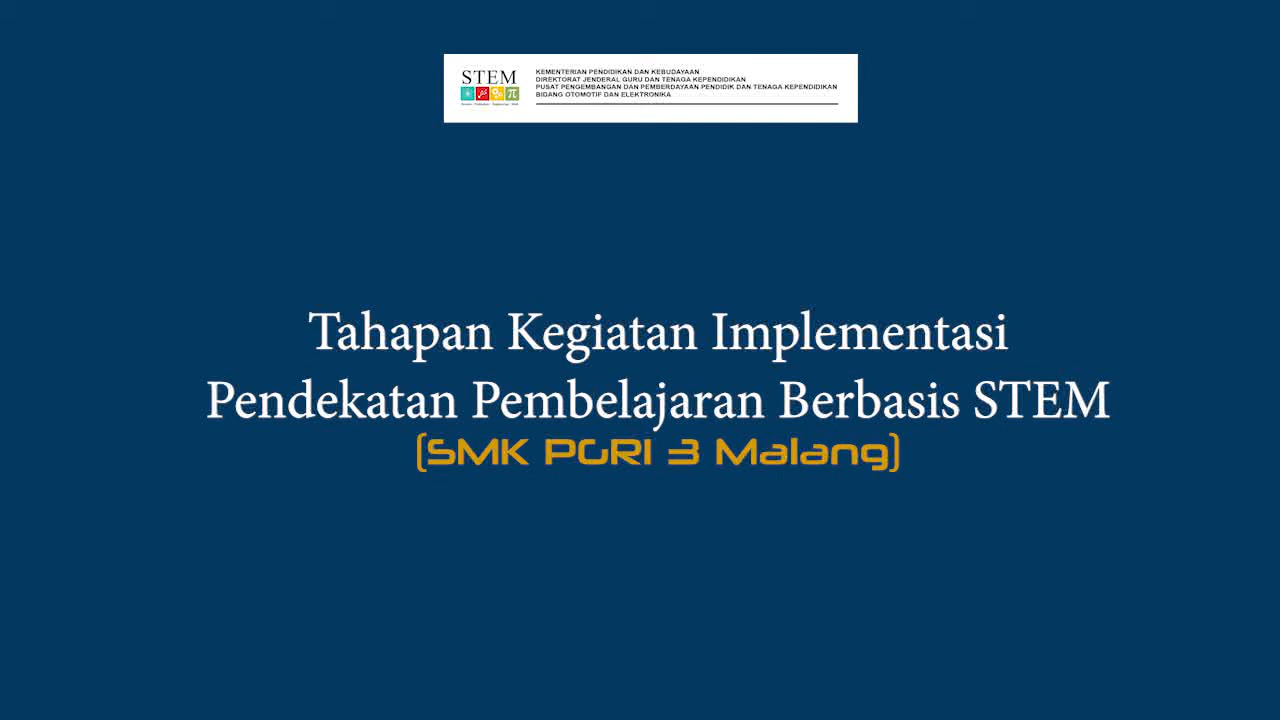 STEM
KEMENTERIAN PENDIDIKAN DAN KEBUDAYAAN
DIREKTORAT JENDERAL GURU DAN TENAGA KEPENDIDIKAN
PUSAT PENGEMBANGAN DAN PEMBERDAYAAN PENDIDIK DAN TENAGA KEPENDIDIKAN
BIDANG OTOMOTIF DAN ELEKTRONIKA
Tahapan Kegiatan Implementasi
Pendekatan Pembelajaran Berbasis STEM
(SMK PGRI 3 Malang)